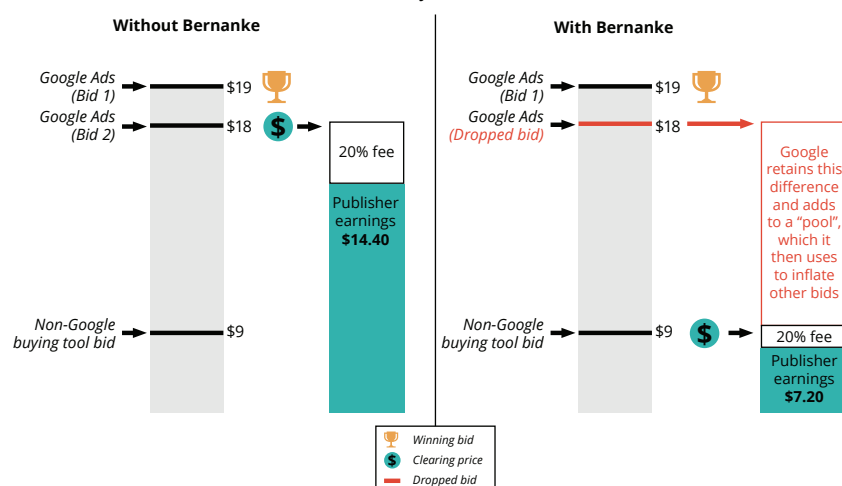 Without Bernanke
Google Ads
(Bid 1)
$19
Google Ads
(Bid 2)
$18
$
20% fee
Publisher
earnings
$14.40
Non-Google
buying tool bid
$9
With Bernanke
Google Ads
(Bid 1)
$19
Google Ads
(Dropped bid)
$18
Google
retains this
difference
and adds
to a “pool”,
which it
then uses
to inflate
other bids
Non-Google
buying tool bid
$9
$
20% fee
Publisher
earnings
$7.20
Winning bid
$
Clearing price
Dropped bid